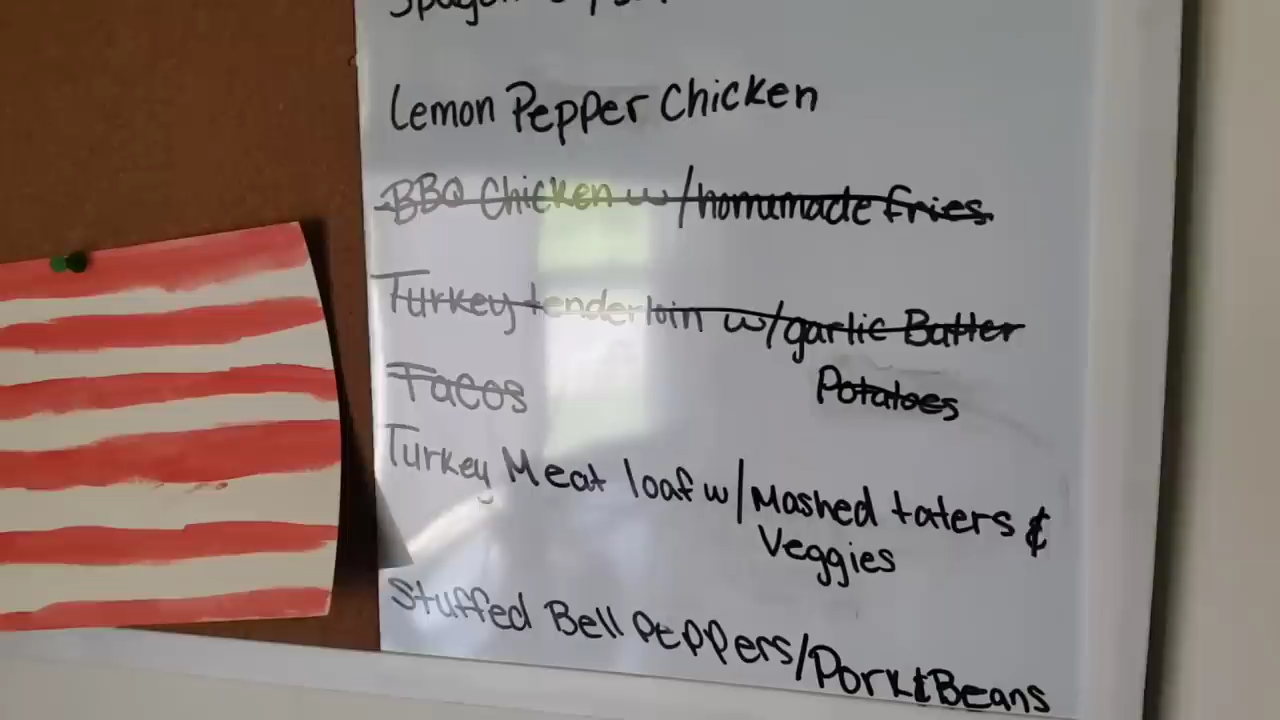 Lemon Pepper Chicken
BBQ Chicken w/homemade fries
Turkey tenderloin w/garlic Butter
Potatoes
Tacos
Turkey Meat loaf w/Mashed taters &
Veggies
Stuffed Bell Peppers/Pork&Beans